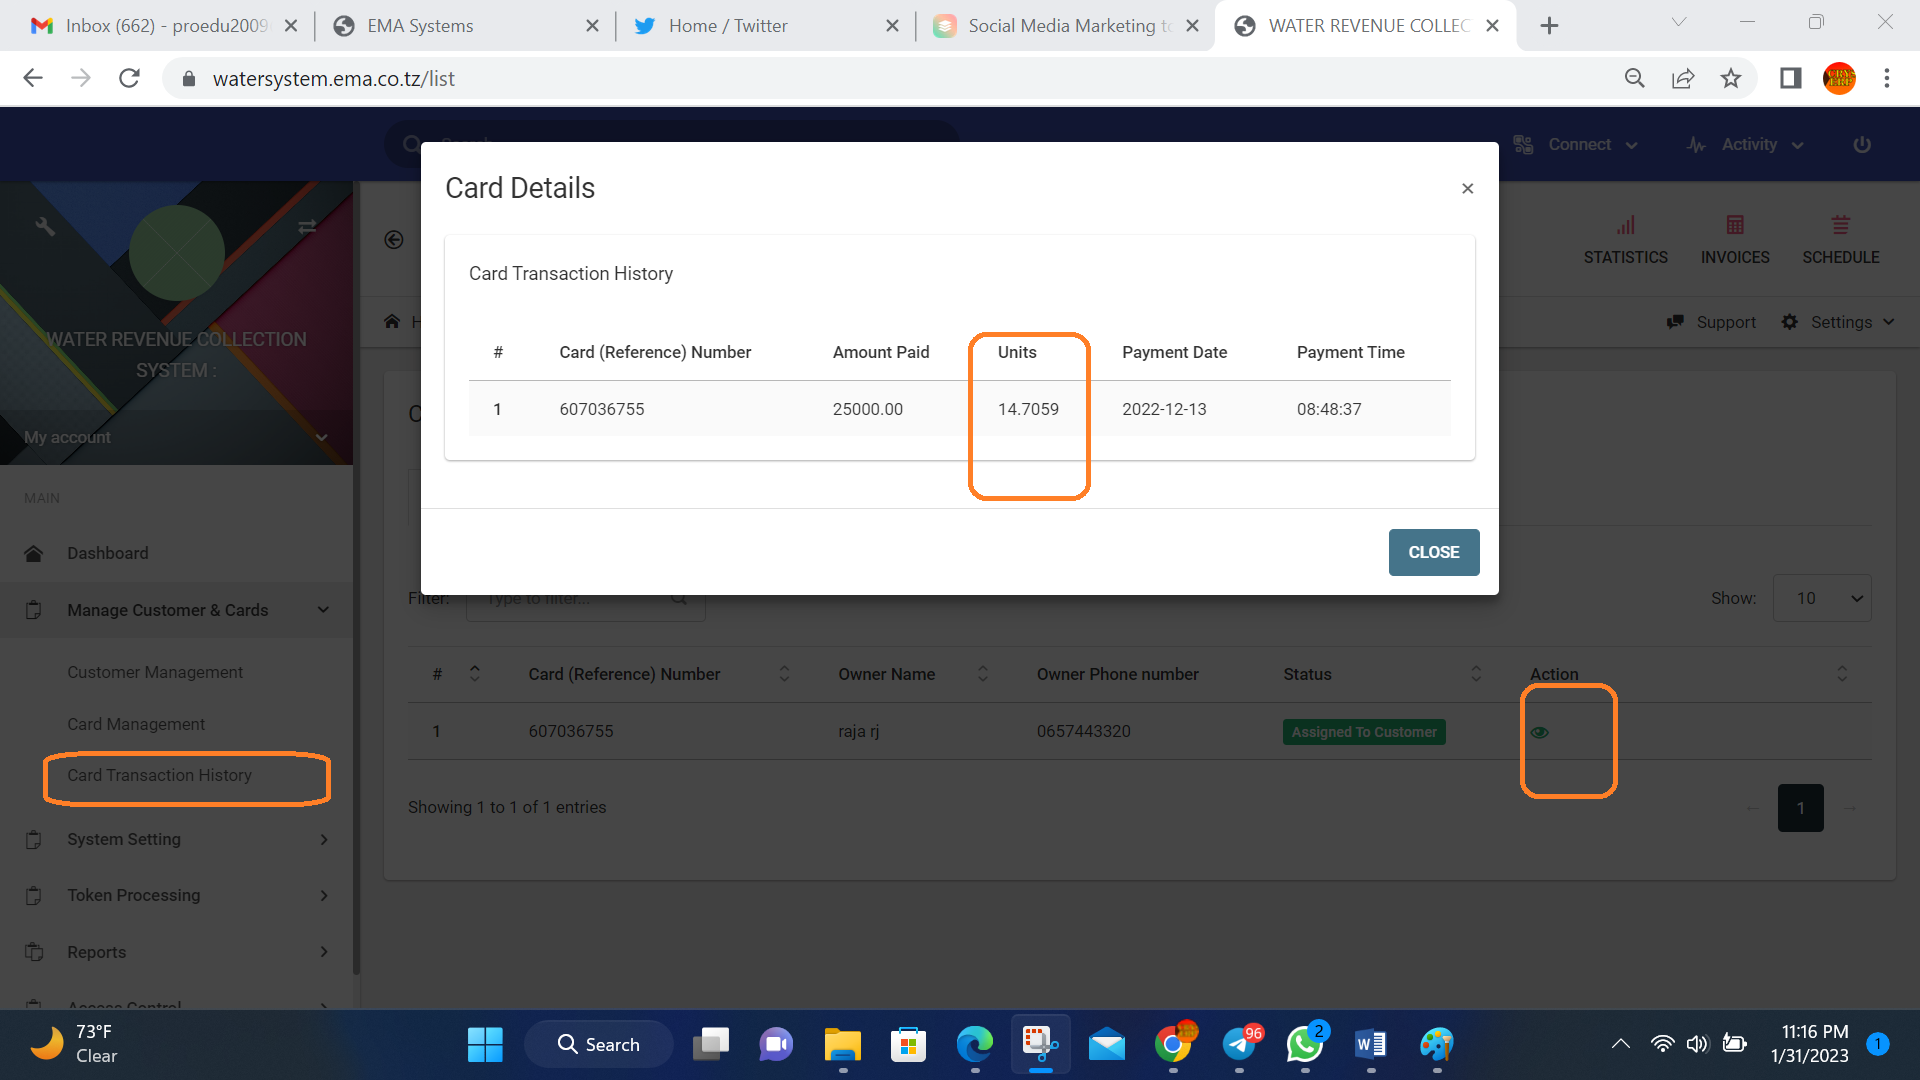 Inbox (662) - proedu2009
EMA Systems
Home / Twitter
Social Media Marketing to
WATER REVENUE COLLEC
watersystem.ema.co.tz/list
Search
Connect
Activity
STATISTICS
INVOICES
SCHEDULE
WATER REVENUE COLLECTION
SYSTEM :
My account
Support
Settings
Card Details
×
Card Transaction History
# Card (Reference) Number Amount Paid Units Payment Date Payment Time
1 607036755 25000.00 14.7059 2022-12-13 08:48:37
CLOSE
MAIN
Dashboard
Manage Customer & Cards
Customer Management
Card Management
Card Transaction History
System Setting
Token Processing
Reports
Access Control
Filter: Type to filter...
Show: 10
# Card (Reference) Number Owner Name Owner Phone number Status Action
1 607036755 raja rj 0657443320 Assigned To Customer
Showing 1 to 1 of 1 entries
← 1 →
73°F
Clear
Search
96
2
11:16 PM
1/31/2023
1